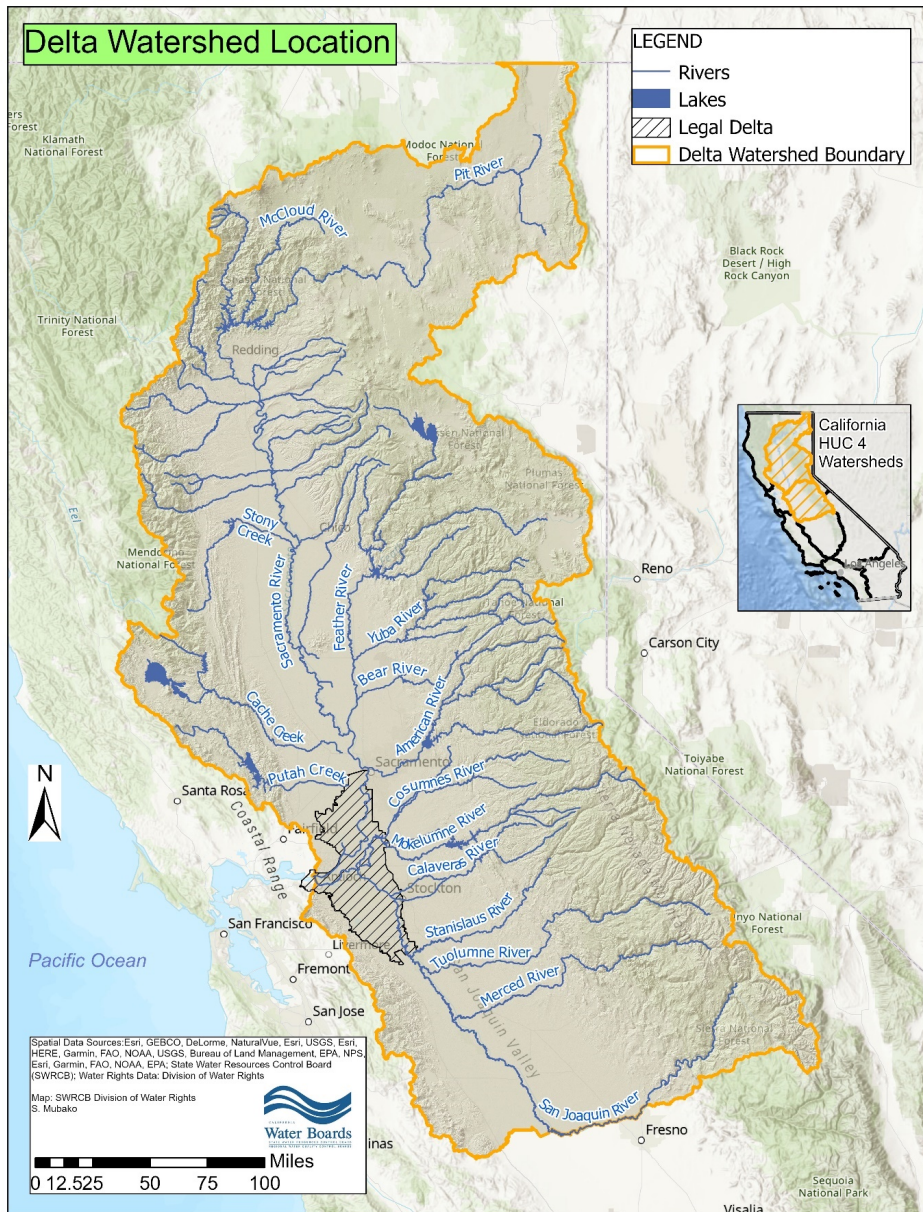 Delta Watershed Location
LEGEND
Rivers
Lakes
Legal Delta
Delta Watershed Boundary
Klamath
National Forest
Modoc National
Pit River
McCloud River
Black Rock
Desert / High
Rock Canyon
Trinity National
Forest
Redding
California
HUC 4
Watersheds
Los Angeles
Plumas
National Forest
Eel
Stony
Creek
Chico
Mendocino
National Forest
Sacramento River
Feather River
Yuba River
Reno
Carson City
Bear River
American River
Cache Creek
Eldorado
National Forest
Toiyabe
National Forest
Sacramento
Putah Creek
Cosumnes River
N
Santa Rosa
Coastal Range
Fairfield
Mokelumne River
Calaveras River
Antioch
Stockton
San Francisco
Stanislaus River
Inyo National
Forest
Livermore
Tuolumne River
Pacific Ocean
Fremont
Merced River
San Jose
San Joaquin Valley
Sierra National
Forest
San Joaquin River
Fresno
Sequoia
National Park
Visalia
Spatial Data Sources:Esri, GEBCO, DeLorme, NaturalVue, Esri, USGS, Esri,
HERE, Garmin, FAO, NOAA, USGS, Bureau of Land Management, EPA, NPS,
Esri, Garmin, FAO, NOAA, EPA; State Water Resources Control Board
(SWRCB); Water Rights Data: Division of Water Rights
Map: SWRCB Division of Water Rights
S. Mubako
CALIFORNIA
Water Boards
Miles
0 12.525 50 75 100